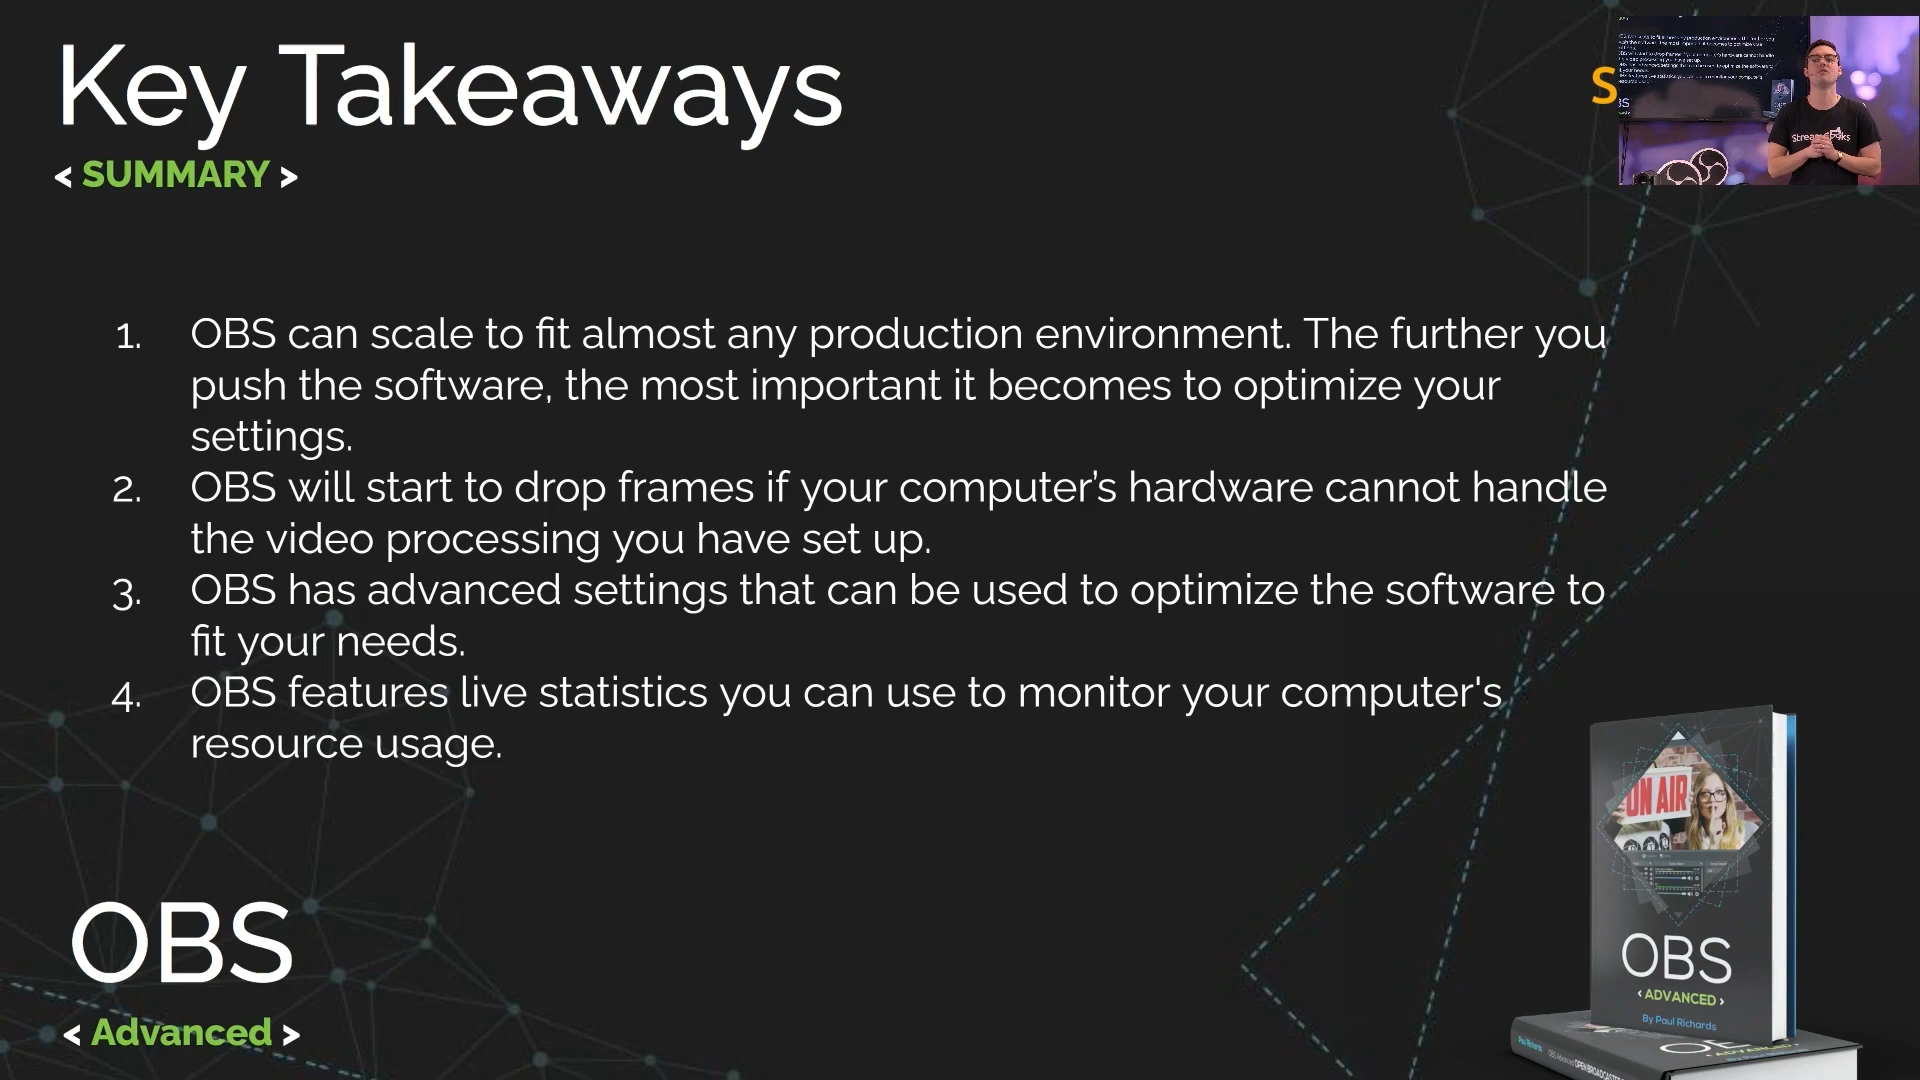 Key Takeaways
< SUMMARY >
S
1. OBS can scale to fit almost any production environment. The further you
push the software, the most important it becomes to optimize your
settings.
2. OBS will start to drop frames if your computer’s hardware cannot handle
the video processing you have set up.
3. OBS has advanced settings that can be used to optimize the software to
fit your needs.
4. OBS features live statistics you can use to monitor your computer's
resource usage.
OBS
< Advanced >
ON AIR
OBS
< ADVANCED >
By Paul Richards
Paul Richards